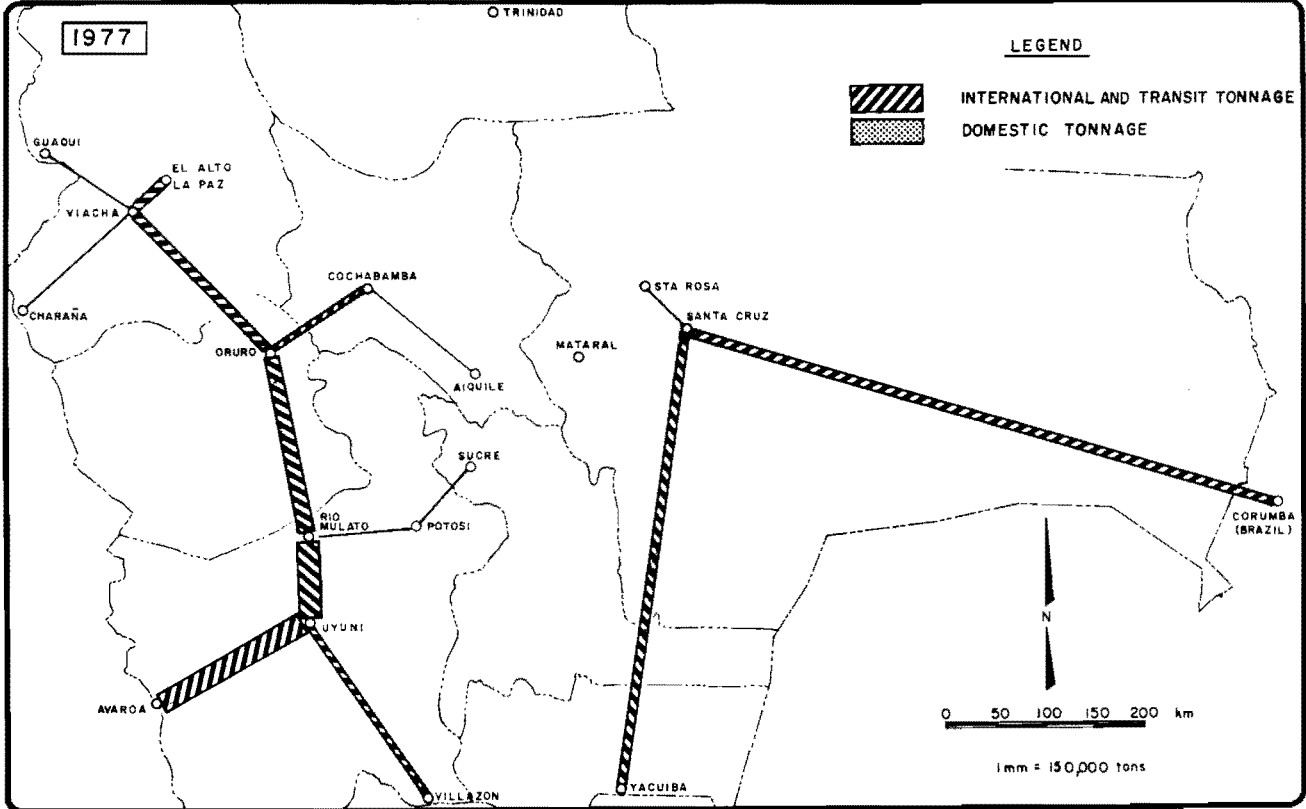 1977
TRINIDAD
LEGEND
INTERNATIONAL AND TRANSIT TONNAGE
DOMESTIC TONNAGE
GUAQUI
EL ALTO
LA PAZ
VIACHA
COCHABAMBA
CHARAÑA
STA ROSA
SANTA CRUZ
ORURO
MATARAL
AIQUILE
SUCRE
RIO
MULATO
POTOSI
CORUMBA
(BRAZIL)
N
UYUNI
AVAROA
0 50 100 150 200 km
1mm = 150,000 tons
VILLAZON
YACUIBA